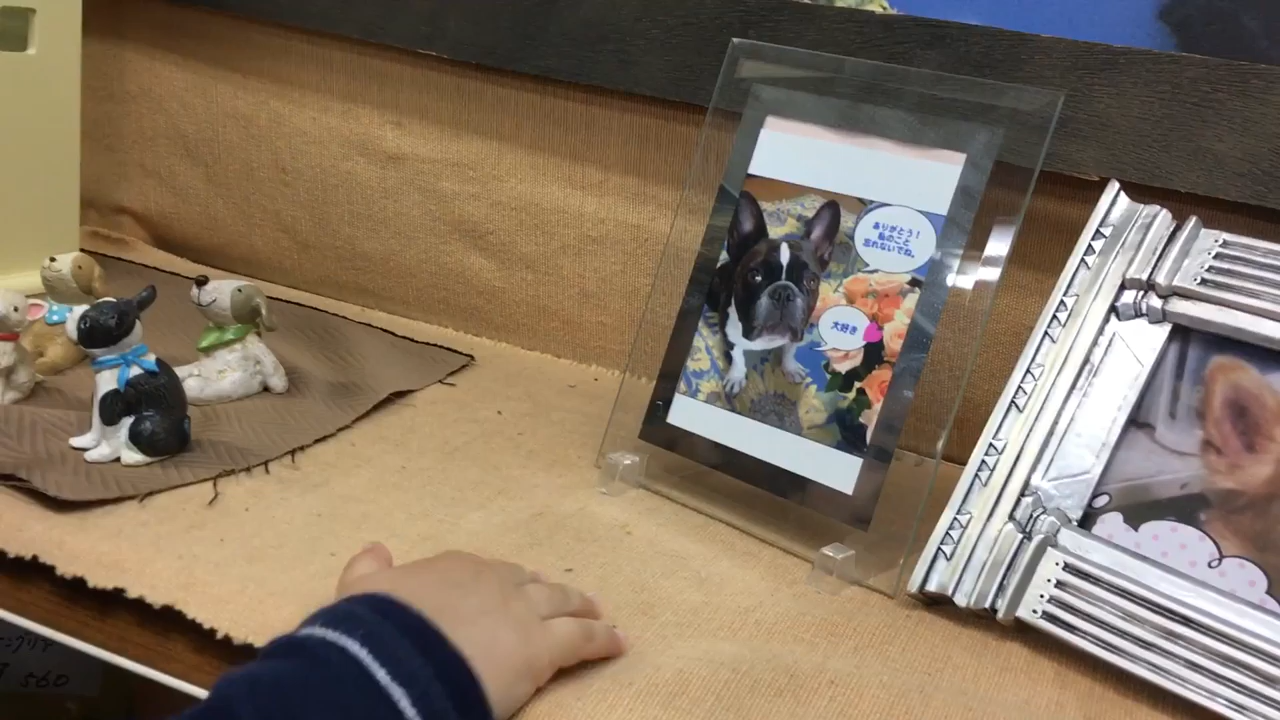 ありがとう！
私のこと
忘れないでね。
大好き
560